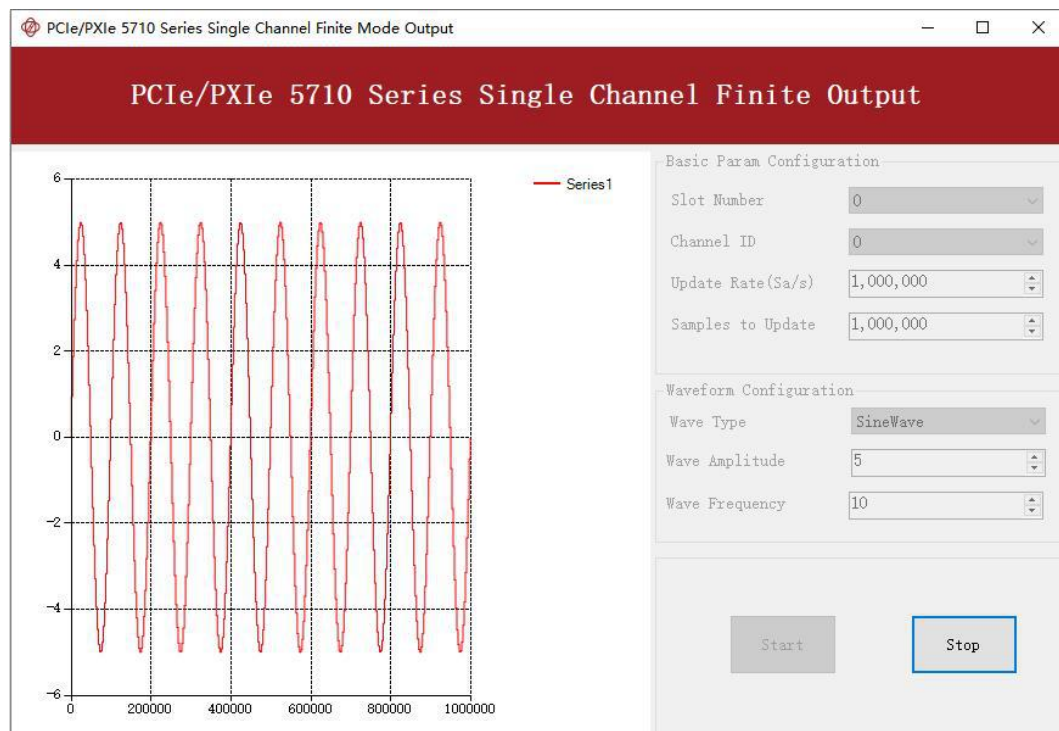 PCIe/PXIe 5710 Series Single Channel Finite Mode Output
PCIe/PXIe 5710 Series Single Channel Finite Output
6
4
2
0
-2
-4
-6
0
200000
400000
600000
800000
1000000
Series1
Basic Param Configuration
Slot Number
0
Channel ID
0
Update Rate(Sa/s)
1,000,000
Samples to Update
1,000,000
Waveform Configuration
Wave Type
SineWave
Wave Amplitude
5
Wave Frequency
10
Start
Stop